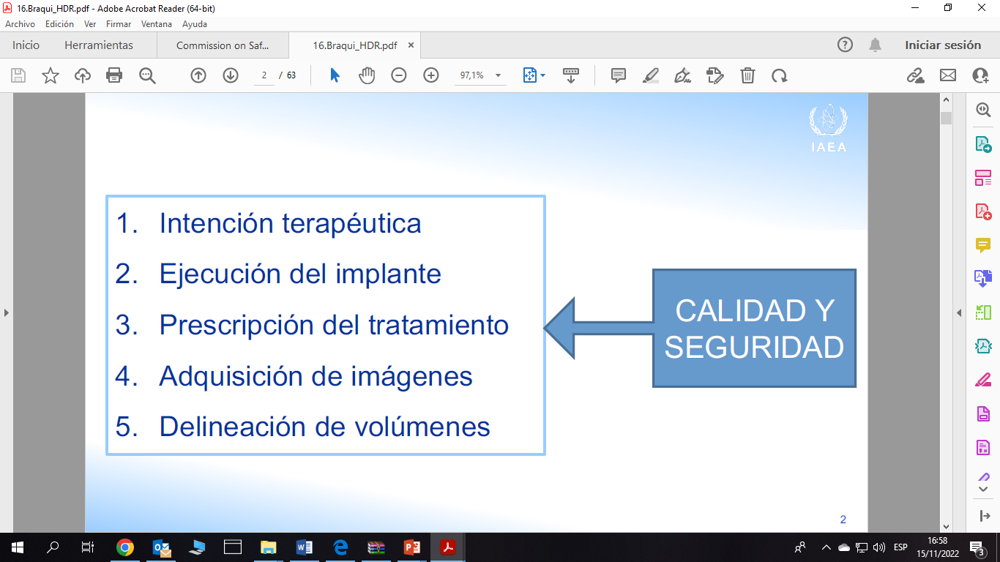 16.Braqui_HDR.pdf - Adobe Acrobat Reader (64-bit)
Archivo Edición Ver Firmar Ventana Ayuda
Inicio Herramientas Commission on Saf... 16.Braqui_HDR.pdf × Iniciar sesión
2 / 63 97,1%
IAEA
1. Intención terapéutica
2. Ejecución del implante
3. Prescripción del tratamiento
4. Adquisición de imágenes
5. Delineación de volúmenes
CALIDAD Y
SEGURIDAD
2
ESP
16:58
15/11/2022
3